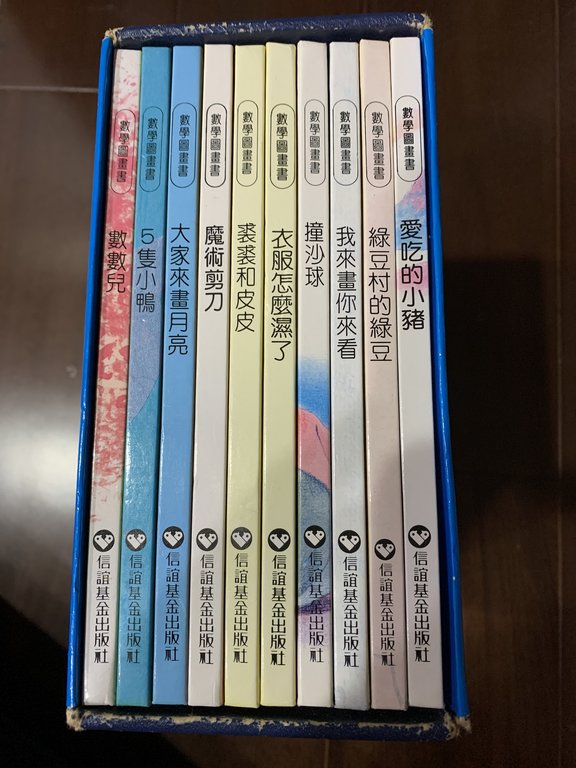 數學圖畫書
數數兒
信誼基金出版社
數學圖畫書
5隻小鴨
信誼基金出版社
數學圖畫書
大家來畫月亮
信誼基金出版社
數學圖畫書
魔術剪刀
信誼基金出版社
數學圖畫書
裘裘和皮皮
信誼基金出版社
數學圖畫書
衣服怎麼濕了
信誼基金出版社
數學圖畫書
撞沙球
信誼基金出版社
數學圖畫書
我來畫你來看
信誼基金出版社
數學圖畫書
綠豆村的綠豆
信誼基金出版社
數學圖畫書
愛吃的小豬
信誼基金出版社